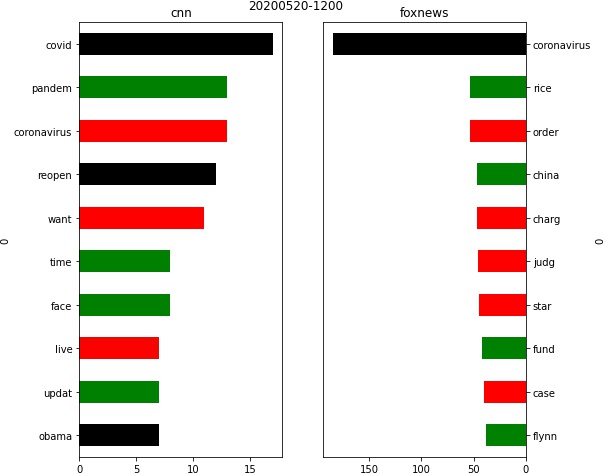 20200520-1200
cnn
foxnews
covid
pandem
coronavirus
reopen
want
time
face
live
updat
obama
0
0 5 10 15
coronavirus
rice
order
china
charg
judg
star
fund
case
flynn
0
150 100 50 0